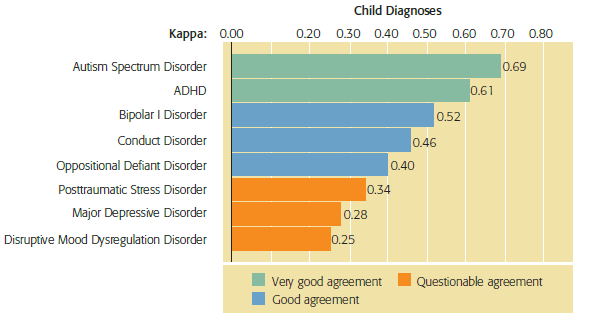 Child Diagnoses
Kappa: 0.00 0.20 0.30 0.40 0.50 0.60 0.70 0.80
Autism Spectrum Disorder 0.69
ADHD 0.61
Bipolar I Disorder 0.52
Conduct Disorder 0.46
Oppositional Defiant Disorder 0.40
Posttraumatic Stress Disorder 0.34
Major Depressive Disorder 0.28
Disruptive Mood Dysregulation Disorder 0.25
Very good agreement Questionable agreement
Good agreement